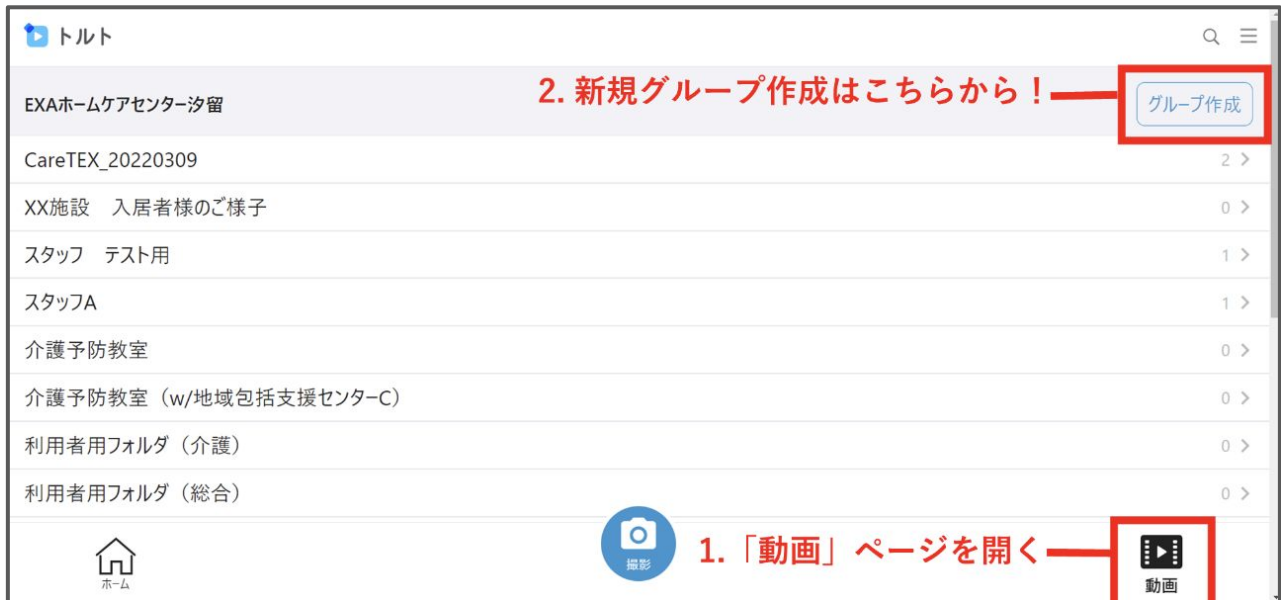 トルト
2. 新規グループ作成はこちらから！
EXAホームケアセンター汐留
グループ作成
CareTEX_20220309
2
XX施設　入居者様のご様子
0
スタッフ　テスト用
1
スタッフA
1
介護予防教室
0
介護予防教室（w/地域包括支援センターC）
0
利用者用フォルダ（介護）
0
利用者用フォルダ（総合）
0
ホーム
撮影
1.「動画」ページを開く
動画